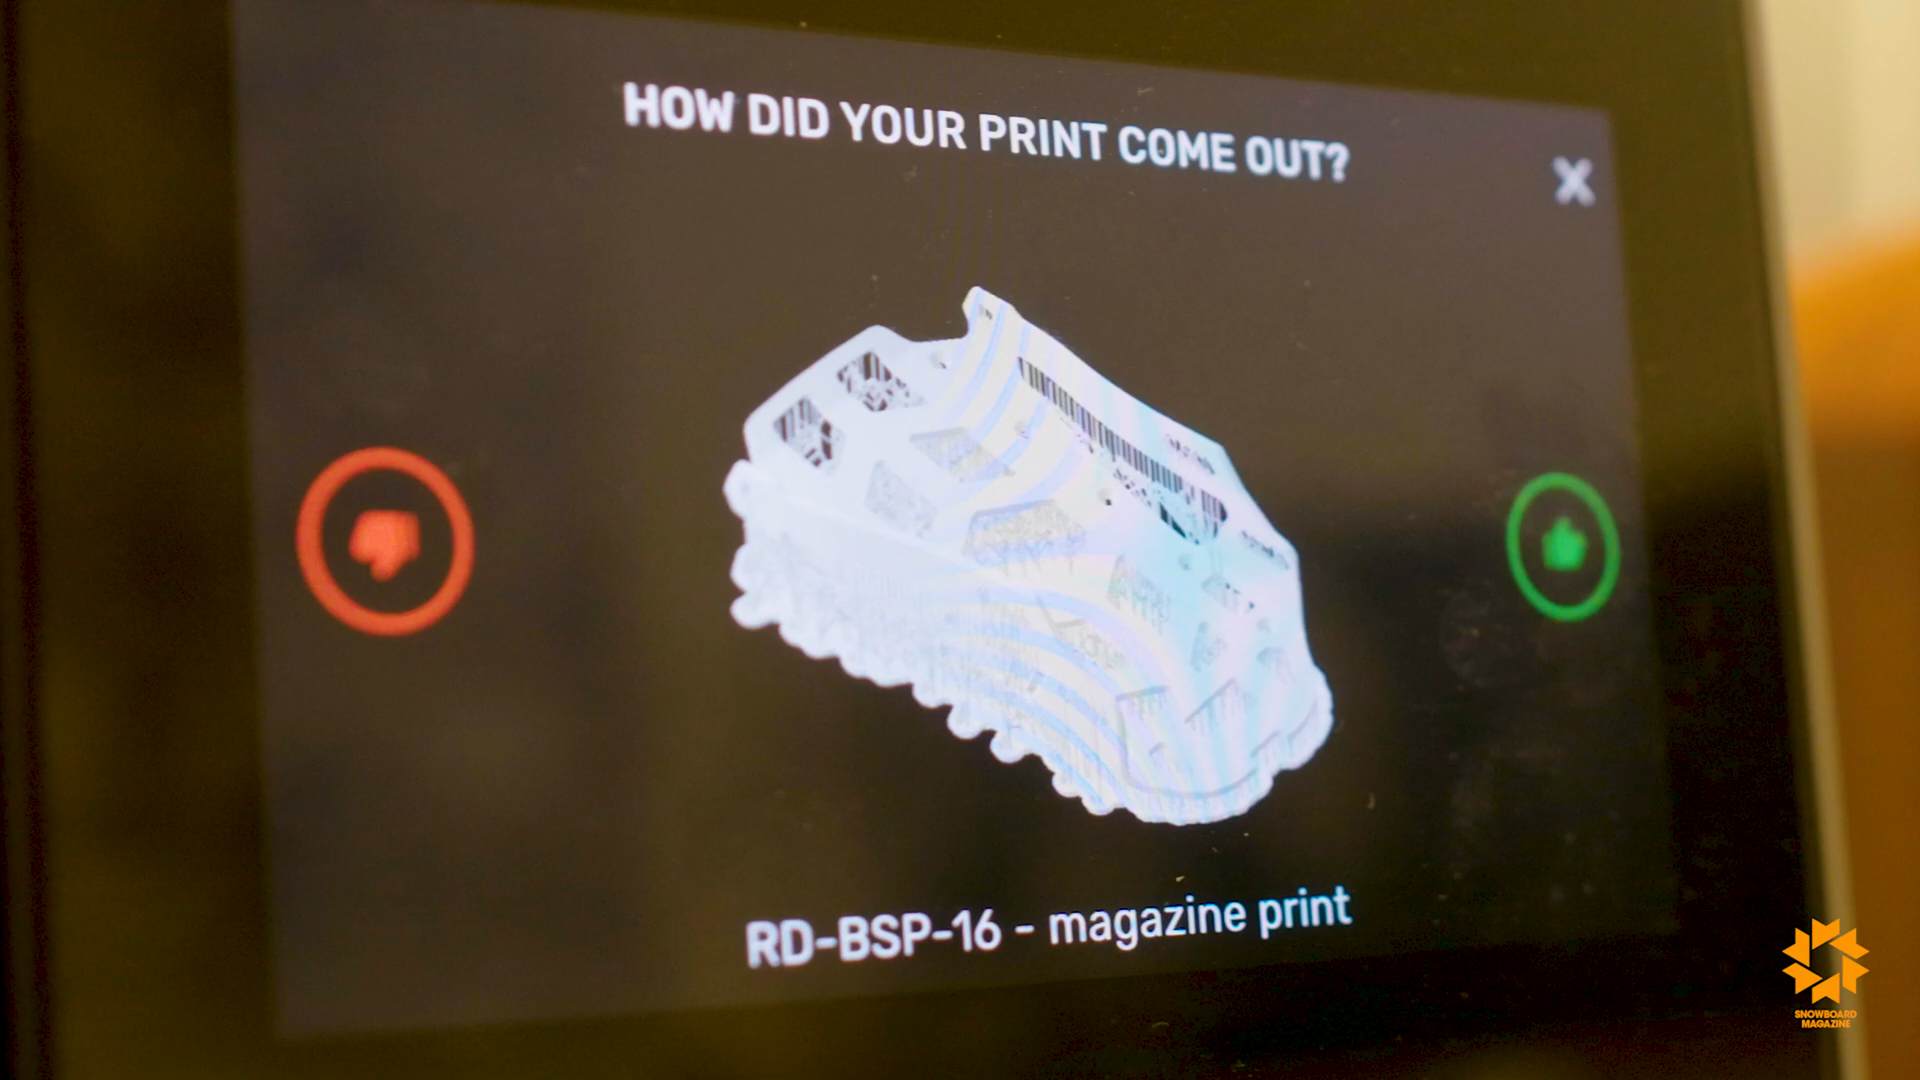 HOW DID YOUR PRINT COME OUT?
RD-BSP-16 - magazine print
SNOWBOARD
MAGAZINE